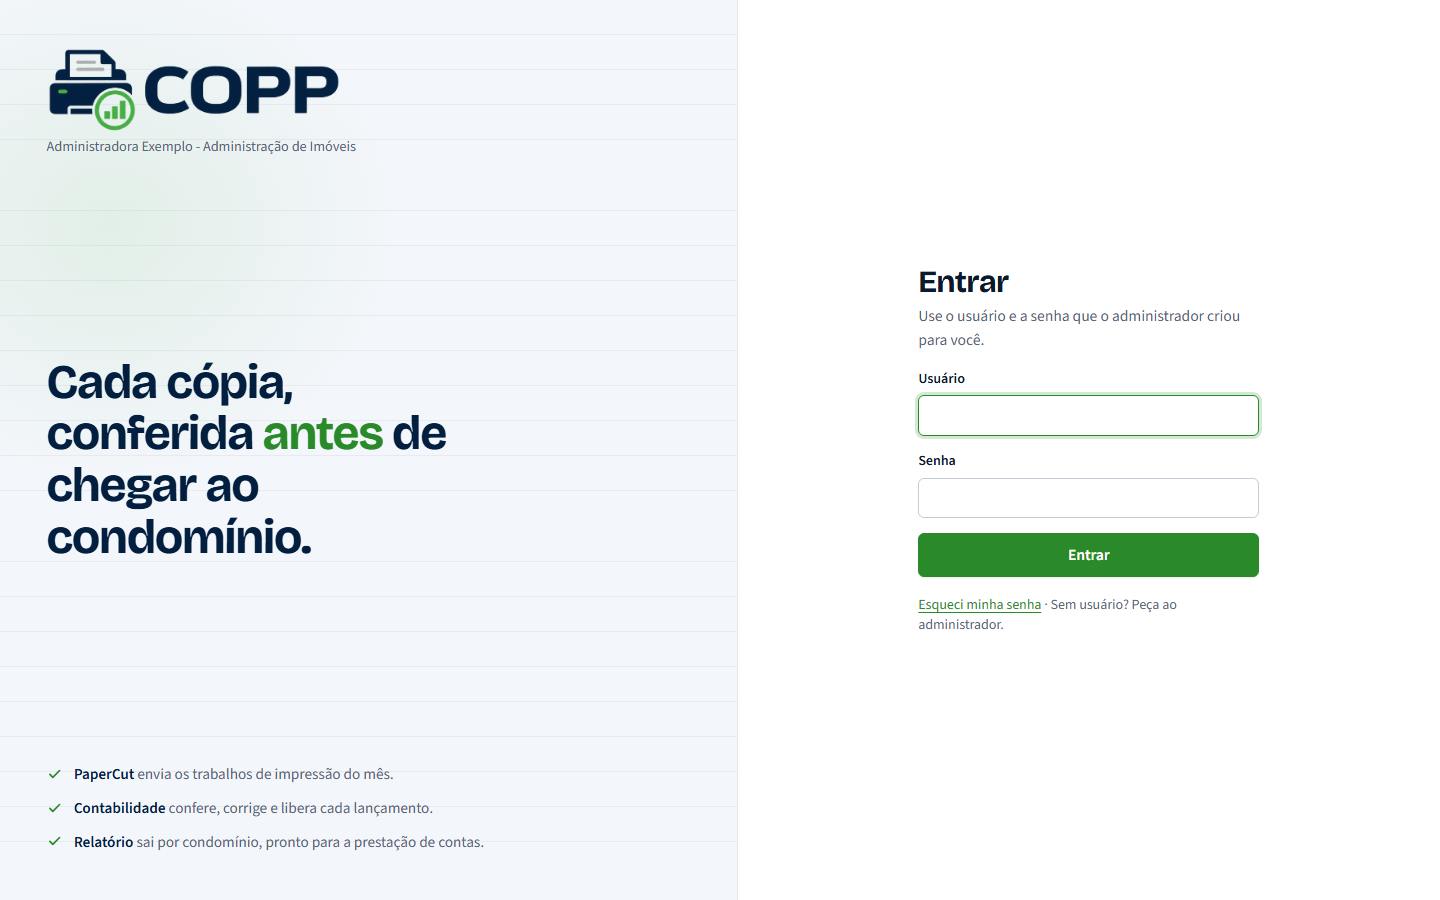 COPP
Administradora Exemplo - Administração de Imóveis
Cada cópia,
conferida antes de
chegar ao
condomínio.
PaperCut envia os trabalhos de impressão do mês.
Contabilidade confere, corrige e libera cada lançamento.
Relatório sai por condomínio, pronto para a prestação de contas.
Entrar
Use o usuário e a senha que o administrador criou
para você.
Usuário
Senha
Entrar
Esqueci minha senha · Sem usuário? Peça ao
administrador.